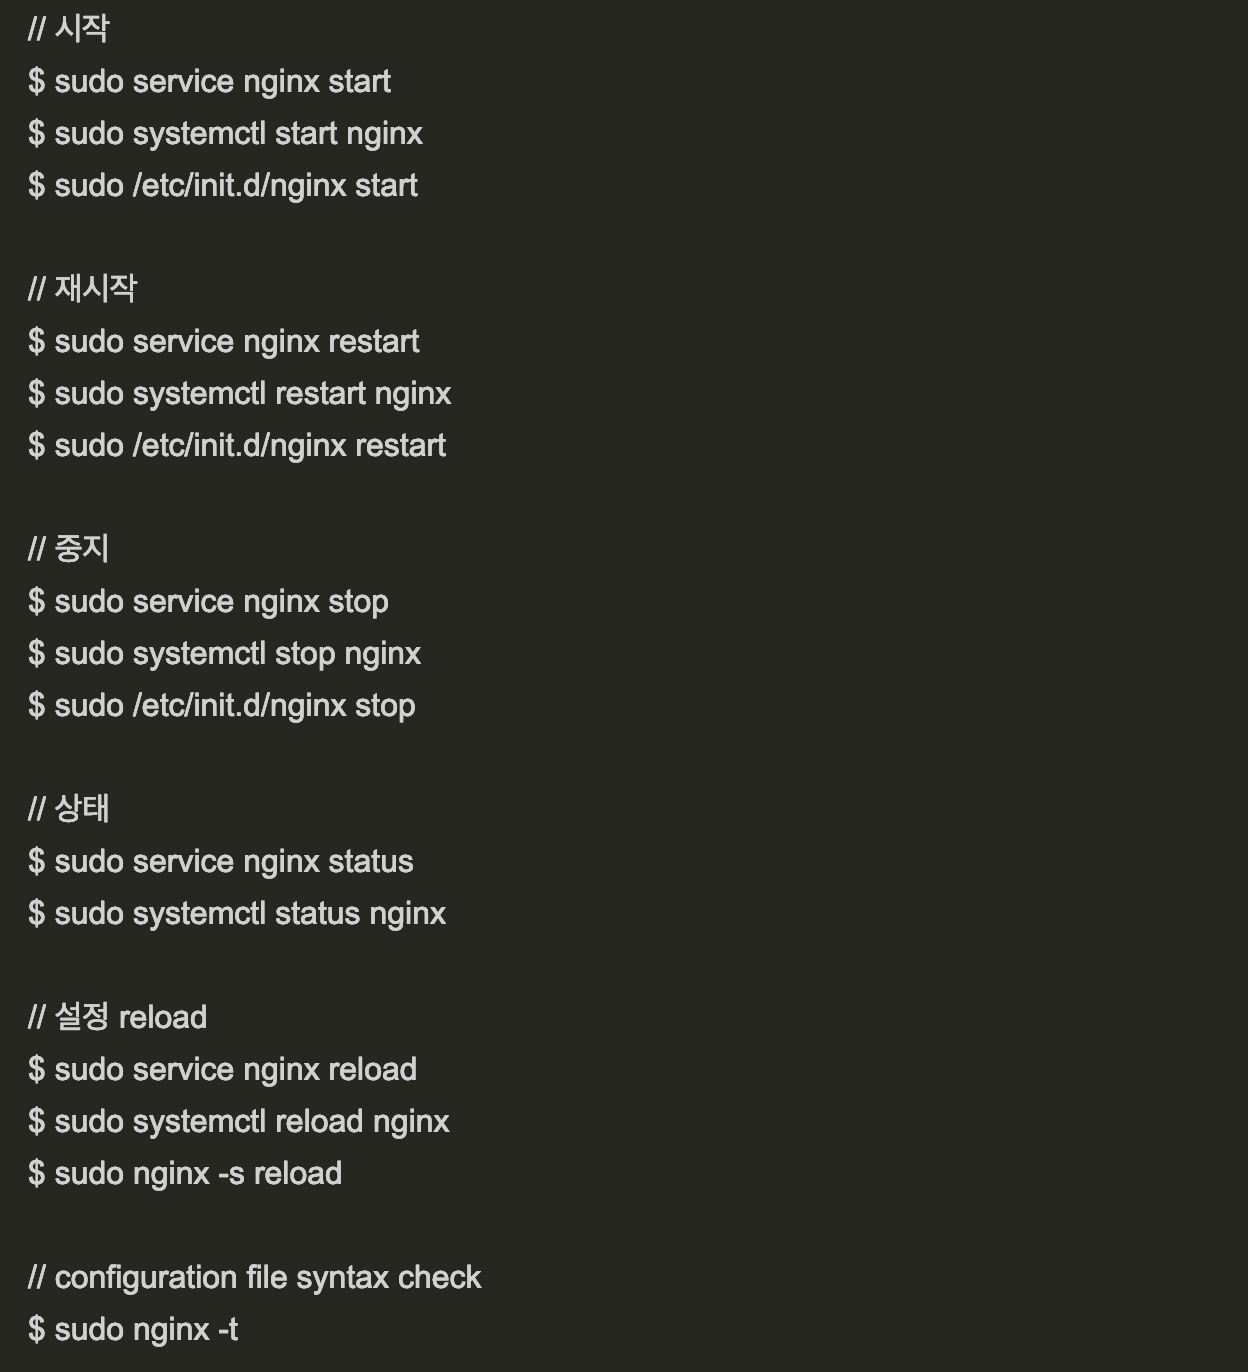 // 시작
$ sudo service nginx start
$ sudo systemctl start nginx
$ sudo /etc/init.d/nginx start
// 재시작
$ sudo service nginx restart
$ sudo systemctl restart nginx
$ sudo /etc/init.d/nginx restart
// 중지
$ sudo service nginx stop
$ sudo systemctl stop nginx
$ sudo /etc/init.d/nginx stop
// 상태
$ sudo service nginx status
$ sudo systemctl status nginx
// 설정 reload
$ sudo service nginx reload
$ sudo systemctl reload nginx
$ sudo nginx -s reload
// configuration file syntax check
$ sudo nginx -t